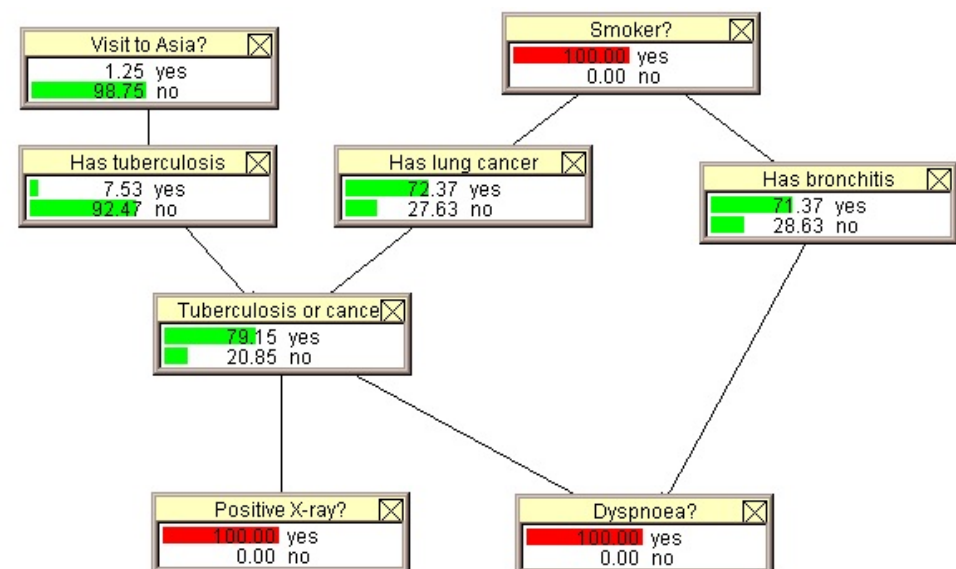 Visit to Asia?
1.25 yes
98.75 no
Smoker?
100.00 yes
0.00 no
Has tuberculosis
7.53 yes
92.47 no
Has lung cancer
72.37 yes
27.63 no
Has bronchitis
71.37 yes
28.63 no
Tuberculosis or cance
79.15 yes
20.85 no
Positive X-ray?
100.00 yes
0.00 no
Dyspnoea?
100.00 yes
0.00 no